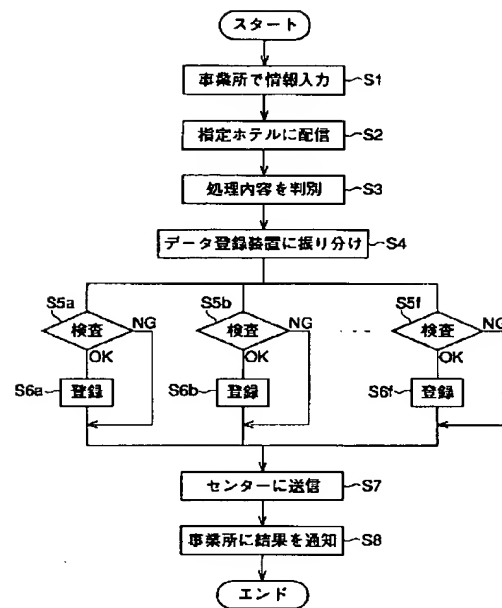 スタート
事業所で情報入力 S1
指定ホテルに配信 S2
処理内容を判別 S3
データ登録装置に振り分け S4
S5a 検査 NG S5b 検査 NG ・・・ S5f 検査 NG
OK OK OK
S6a 登録 S6b 登録 S6f 登録
センターに送信 S7
事業所に結果を通知 S8
エンド